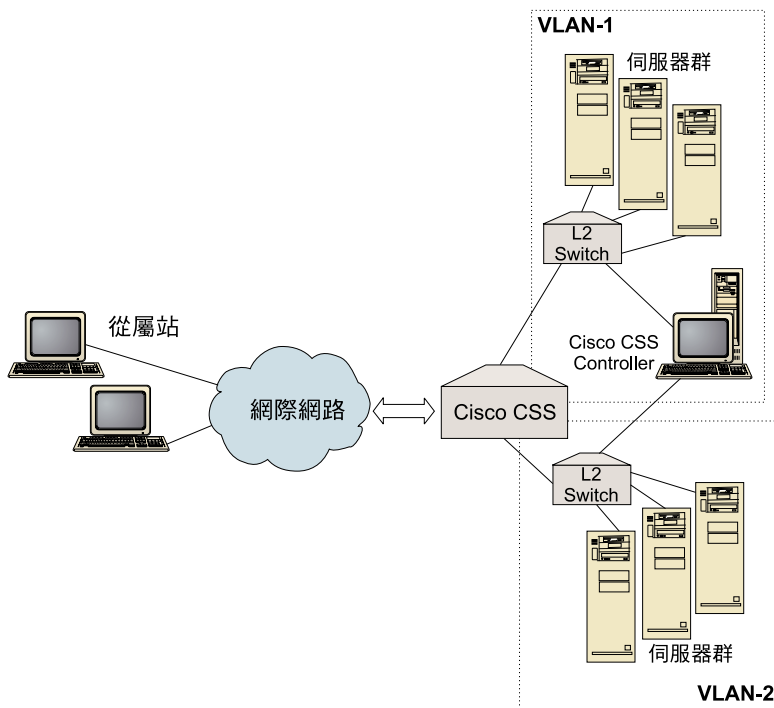 VLAN-1
伺服器群
L2
Switch
從屬站
Cisco CSS
Controller
網際網路
Cisco CSS
L2
Switch
伺服器群
VLAN-2